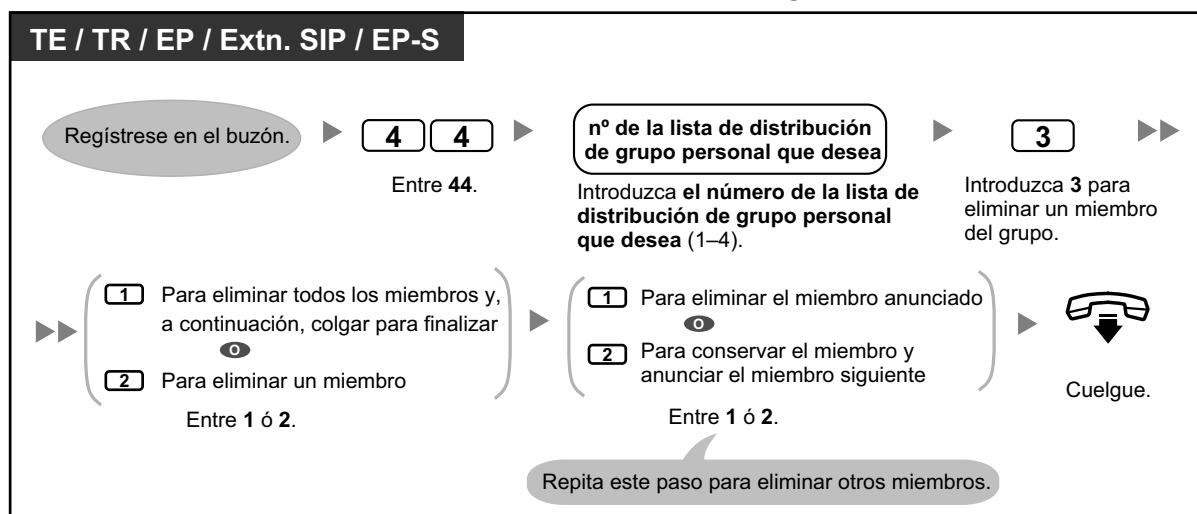 TE / TR / EP / Extn. SIP / EP-S
Regístrese en el buzón.
4 4
Entre 44.
nº de la lista de distribución
de grupo personal que desea
Introduzca el número de la lista de
distribución de grupo personal
que desea (1–4).
3
Introduzca 3 para
eliminar un miembro
del grupo.
1 Para eliminar todos los miembros y,
a continuación, colgar para finalizar
O
2 Para eliminar un miembro
Entre 1 ó 2.
1 Para eliminar el miembro anunciado
O
2 Para conservar el miembro y
anunciar el miembro siguiente
Entre 1 ó 2.
Repita este paso para eliminar otros miembros.
Cuelgue.